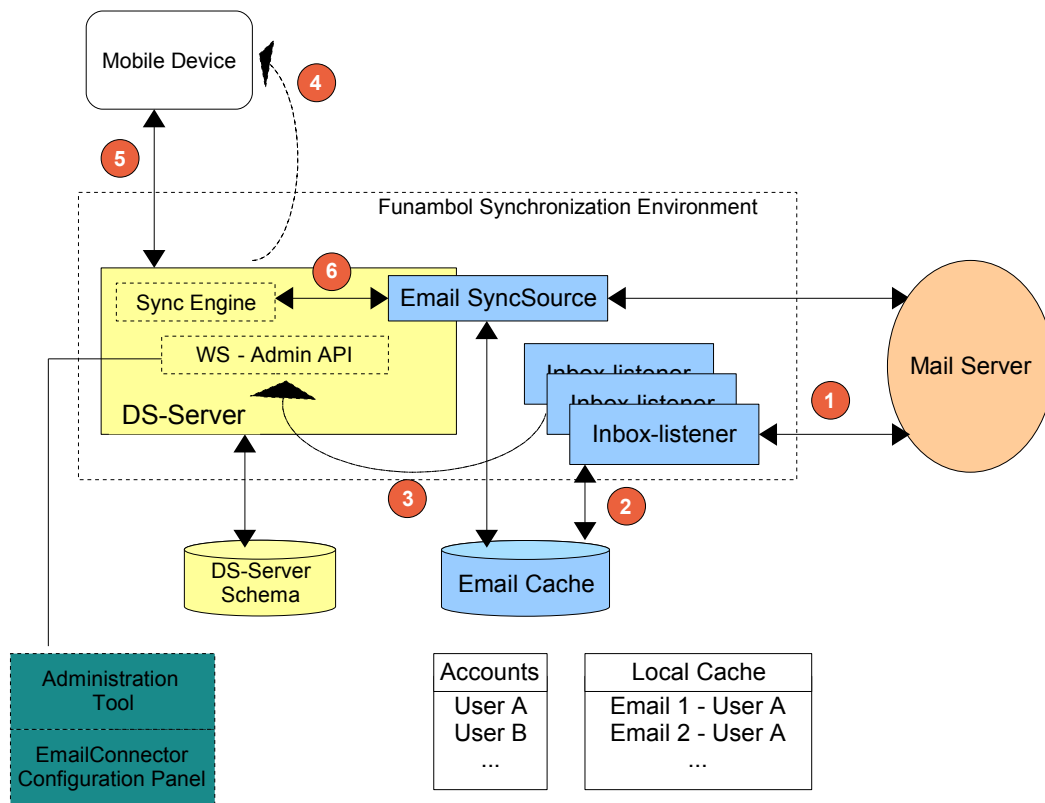 Mobile Device
4
5
Funambol Synchronization Environment
6
Sync Engine
Email SyncSource
WS - Admin API
DS-Server
Inbox-listener
Inbox-listener
Inbox-listener
Mail Server
1
3
2
DS-Server
Schema
Email Cache
Administration
Tool
EmailConnector
Configuration Panel
Accounts
User A
User B
...
Local Cache
Email 1 - User A
Email 2 - User A
...